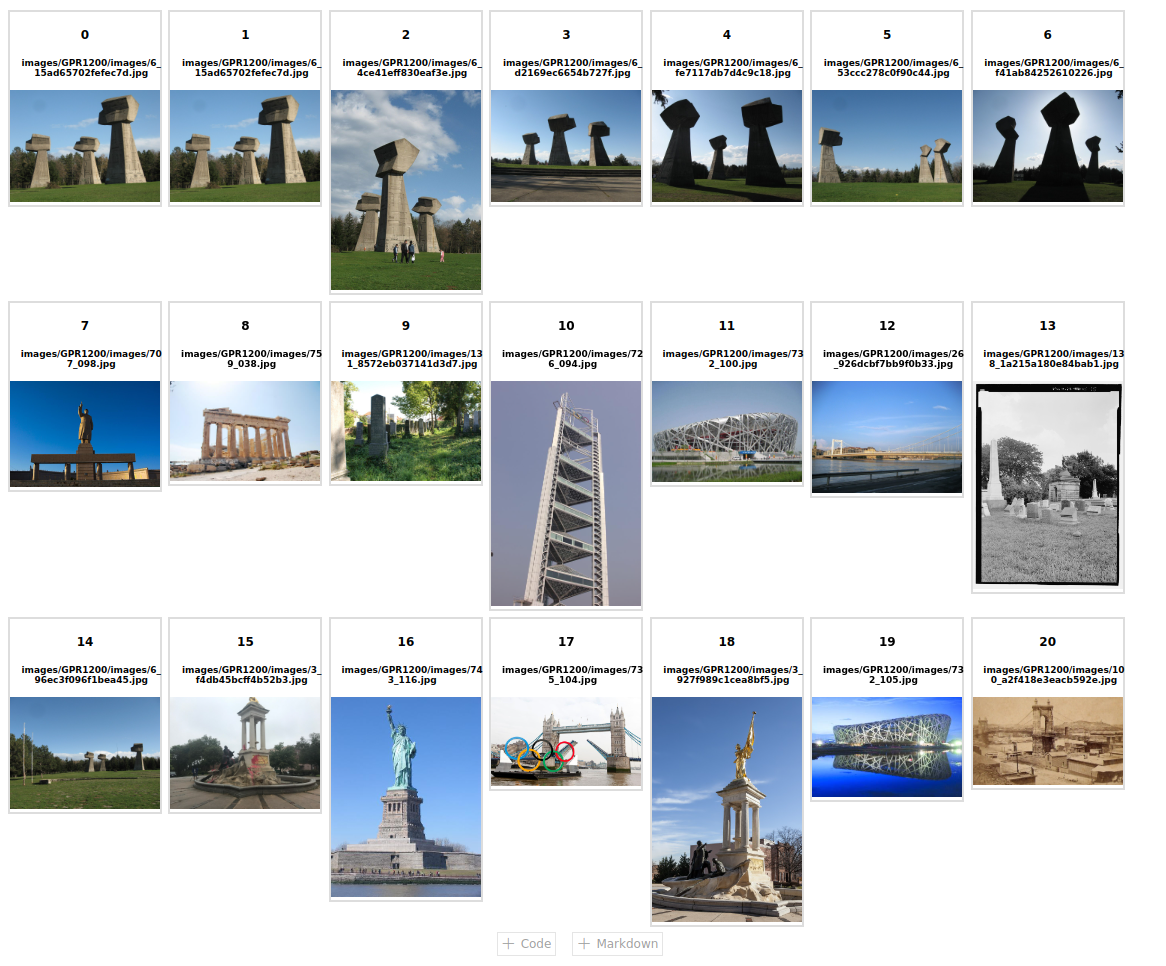 0
images/GPR1200/images/6_
15ad65702fefec7d.jpg
1
images/GPR1200/images/6_
15ad65702fefec7d.jpg
2
images/GPR1200/images/6_
4ce41eff830eaf3e.jpg
3
images/GPR1200/images/6_
d2169ec6654b727f.jpg
4
images/GPR1200/images/6_
fe7117db7d4c9c18.jpg
5
images/GPR1200/images/6_
53ccc278c0f90c44.jpg
6
images/GPR1200/images/6_
f41ab84252610226.jpg
7
images/GPR1200/images/70
7_098.jpg
8
images/GPR1200/images/75
9_038.jpg
9
images/GPR1200/images/13
1_8572eb037141d3d7.jpg
10
images/GPR1200/images/72
6_094.jpg
11
images/GPR1200/images/73
2_100.jpg
12
images/GPR1200/images/26
_926dcbf7bb9f0b33.jpg
13
images/GPR1200/images/13
8_1a215a180e84bab1.jpg
14
images/GPR1200/images/6_
96ec3f096f1bea45.jpg
15
images/GPR1200/images/3_
f4db45bcff4b52b3.jpg
16
images/GPR1200/images/74
3_116.jpg
17
images/GPR1200/images/73
5_104.jpg
18
images/GPR1200/images/3_
927f989c1cea8bf5.jpg
19
images/GPR1200/images/73
2_105.jpg
20
images/GPR1200/images/10
0_a2f418e3eacb592e.jpg
+ Code
+ Markdown